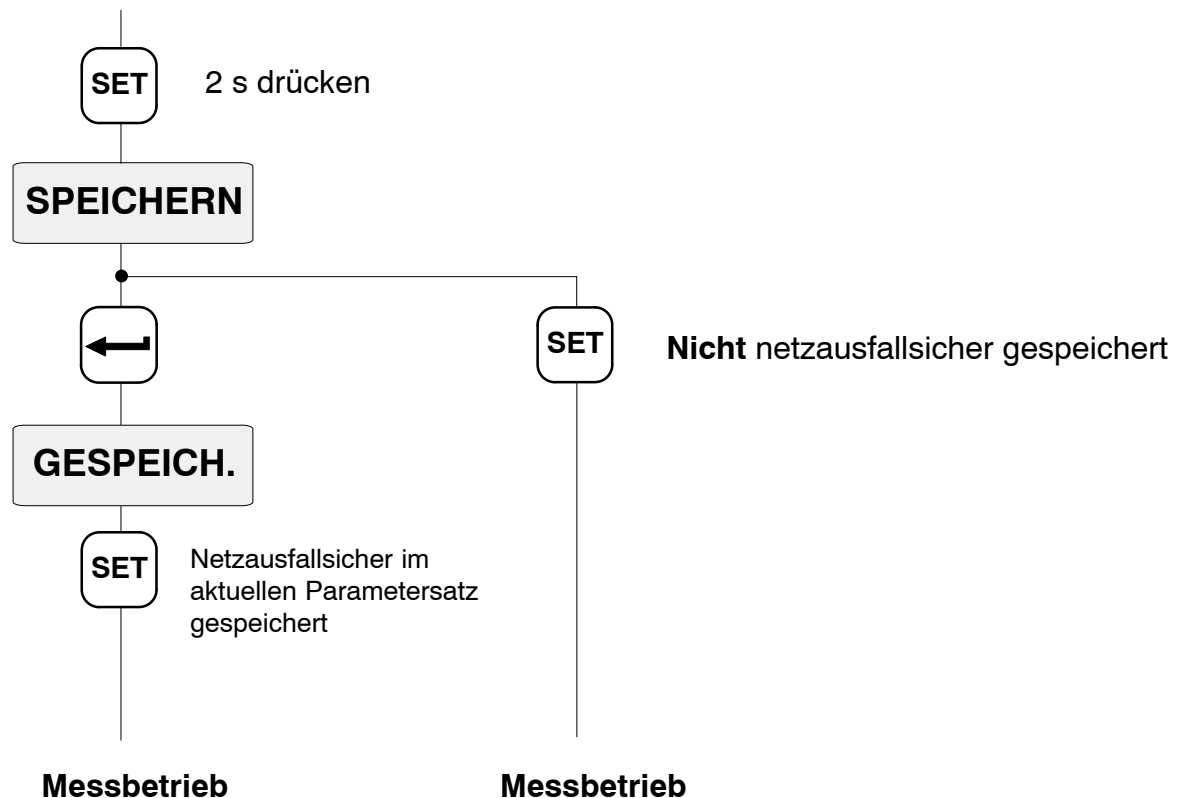 SET
2 s drücken
SPEICHERN
SET
Nicht netzausfallsicher gespeichert
GESPEICH.
SET
Netzausfallsicher im
aktuellen Parametersatz
gespeichert
Messbetrieb
Messbetrieb